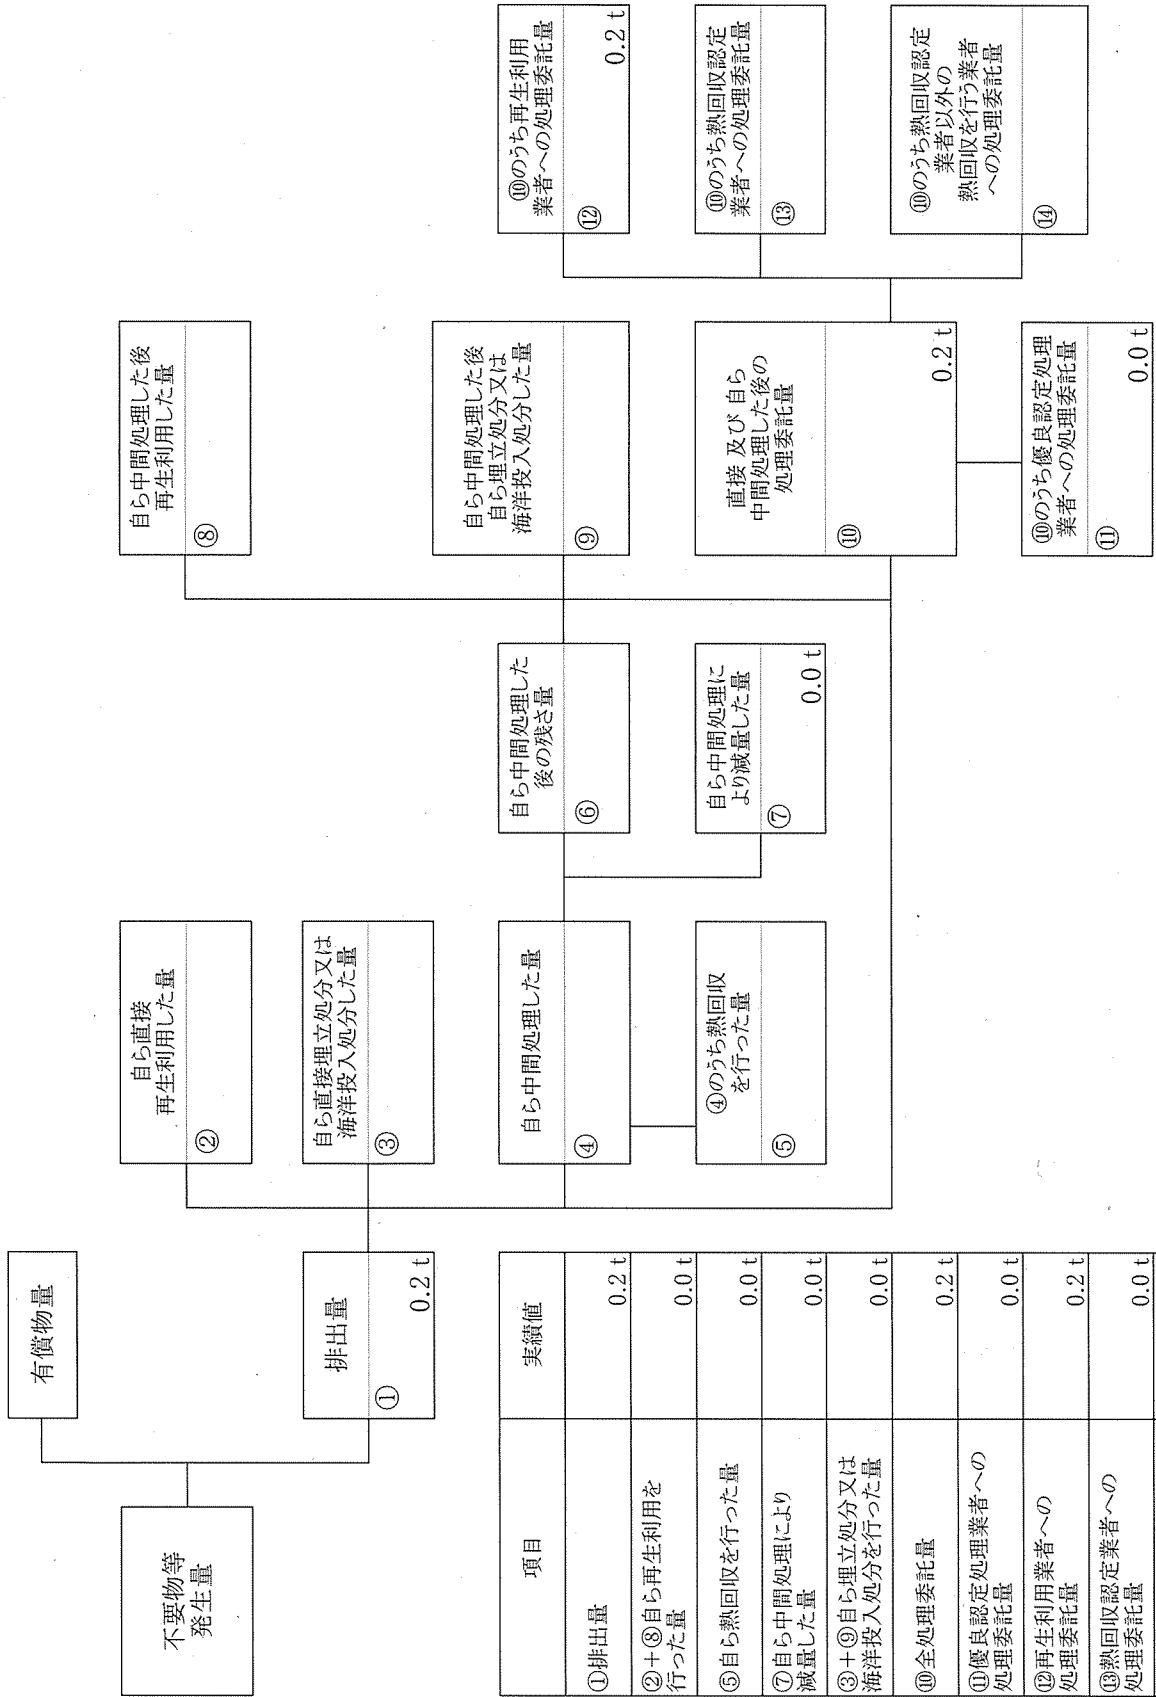 不要物等
発生量
有償物量
排出量
①
0.2 t
自ら直接
再生利用した量
②
自ら直接埋立処分又は
海洋投入処分した量
③
自ら中間処理した量
④
④のうち熱回収
を行った量
⑤
自ら中間処理した
後の残さ量
⑥
自ら中間処理に
より減量した量
⑦
0.0 t
自ら中間処理した後
再生利用した量
⑧
自ら中間処理した後
自ら埋立処分又は
海洋投入処分した量
⑨
直接 及び 自ら
中間処理した後の
処理委託量
⑩
0.2 t
⑩のうち優良認定処理
業者への処理委託量
⑪
0.0 t
⑩のうち再生利用
業者への処理委託量
⑫
0.2 t
⑩のうち熱回収認定
業者への処理委託量
⑬
⑩のうち熱回収認定
業者以外の
熱回収を行う業者
への処理委託量
⑭
項目 実績値
①排出量 0.2 t
②+⑧自ら再生利用を
行った量 0.0 t
⑤自ら熱回収を行った量 0.0 t
⑦自ら中間処理により
減量した量 0.0 t
③+⑨自ら埋立処分又は
海洋投入処分を行った量 0.0 t
⑩全処理委託量 0.2 t
⑪優良認定処理業者への
処理委託量 0.0 t
⑫再生利用業者への
処理委託量 0.2 t
⑬熱回収認定業者への
処理委託量 0.0 t